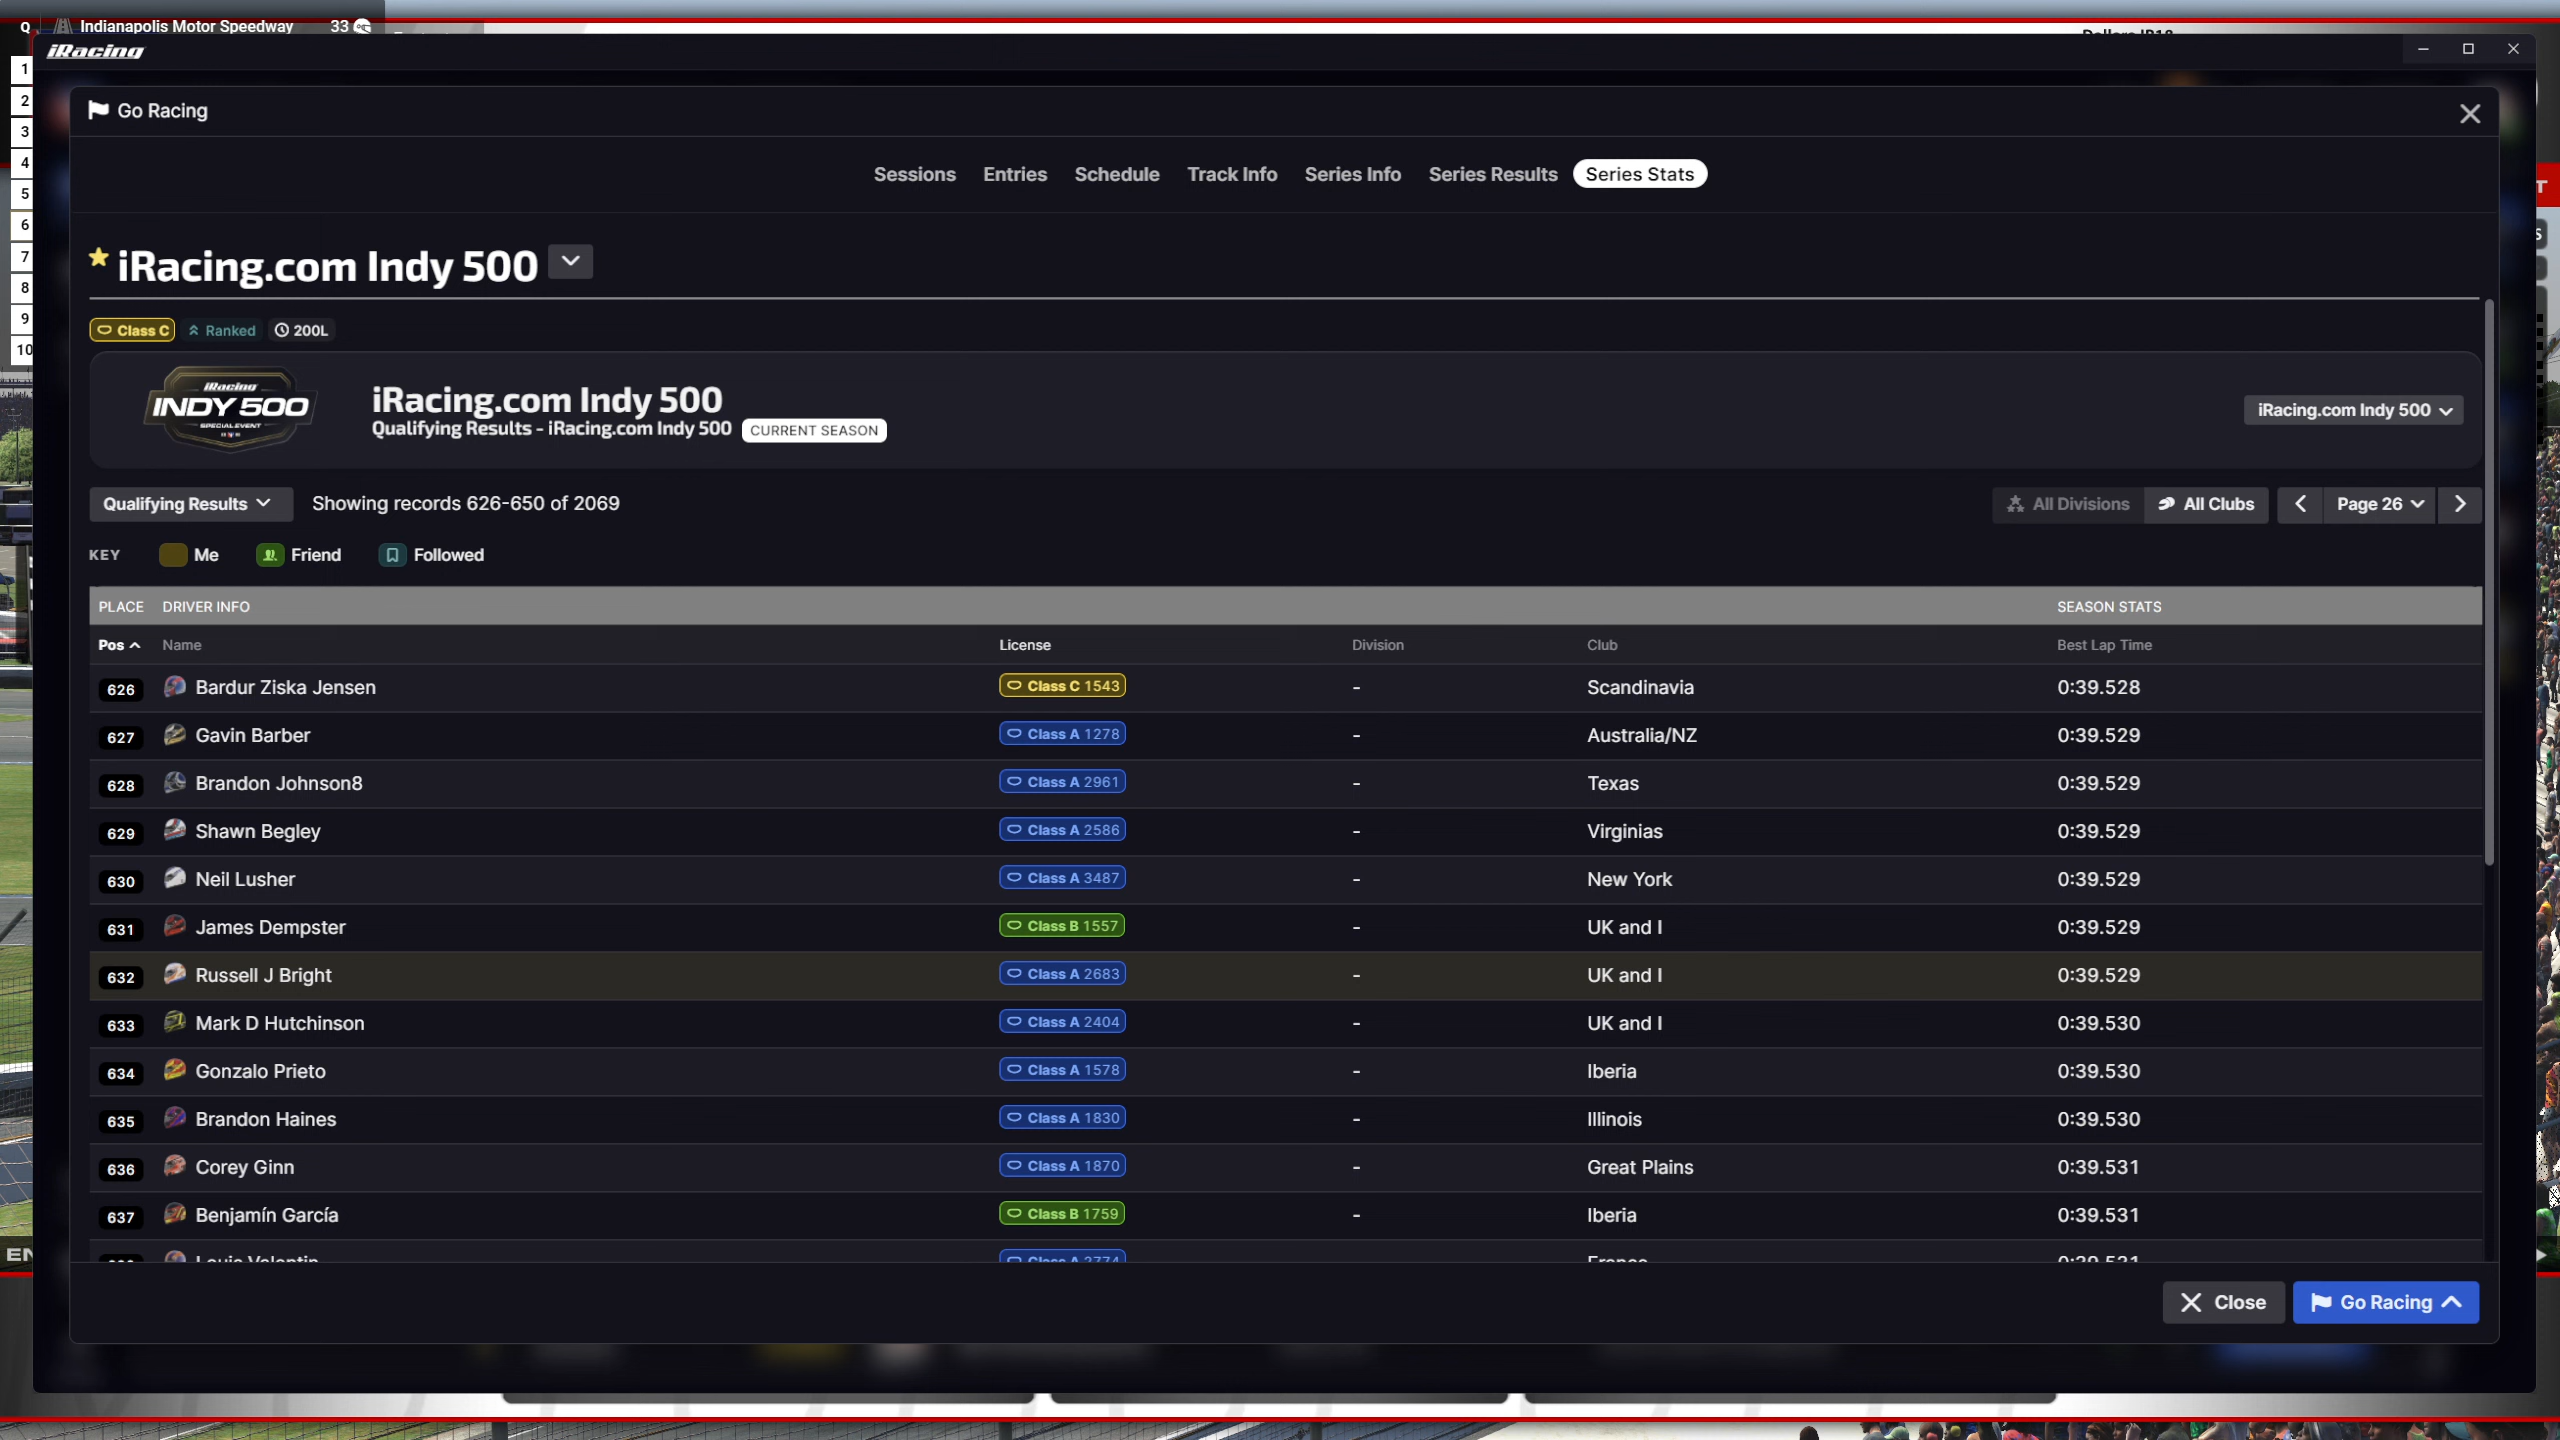 Q Indianapolis Motor Speedway 33
iRacing
1
2
3
4
5
6
7
8
9
10
Go Racing
Sessions Entries Schedule Track Info Series Info Series Results Series Stats
iRacing.com Indy 500
Class C Ranked 200L
iRacing
INDY 500
SPECIAL EVENT
iRacing.com Indy 500
Qualifying Results - iRacing.com Indy 500 CURRENT SEASON
iRacing.com Indy 500
Qualifying Results Showing records 626-650 of 2069 All Divisions All Clubs Page 26
KEY Me Friend Followed
PLACE DRIVER INFO SEASON STATS
Pos Name License Division Club Best Lap Time
626 Bardur Ziska Jensen Class C 1543 - Scandinavia 0:39.528
627 Gavin Barber Class A 1278 - Australia/NZ 0:39.529
628 Brandon Johnson8 Class A 2961 - Texas 0:39.529
629 Shawn Begley Class A 2586 - Virginias 0:39.529
630 Neil Lusher Class A 3487 - New York 0:39.529
631 James Dempster Class B 1557 - UK and I 0:39.529
632 Russell J Bright Class A 2683 - UK and I 0:39.529
633 Mark D Hutchinson Class A 2404 - UK and I 0:39.530
634 Gonzalo Prieto Class A 1578 - Iberia 0:39.530
635 Brandon Haines Class A 1830 - Illinois 0:39.530
636 Corey Ginn Class A 1870 - Great Plains 0:39.531
637 Benjamín García Class B 1759 - Iberia 0:39.531
Close Go Racing